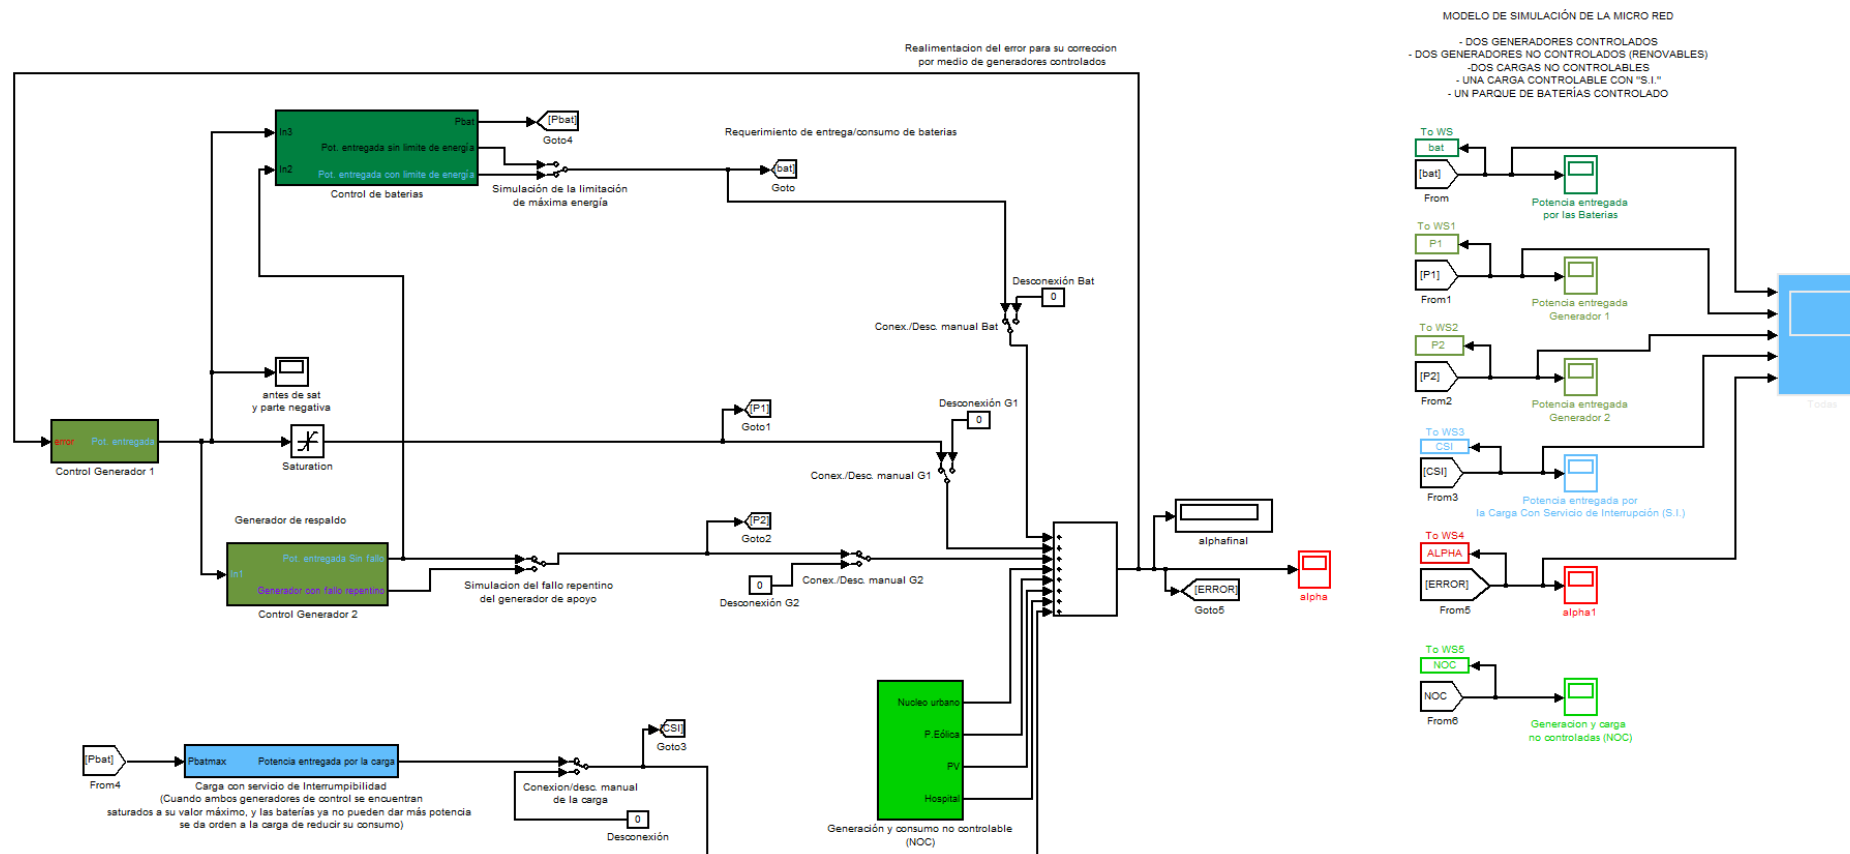 MODELO DE SIMULACIÓN DE LA MICRO RED
- DOS GENERADORES CONTROLADOS
- DOS GENERADORES NO CONTROLADOS (RENOVABLES)
-DOS CARGAS NO CONTROLABLES
- UNA CARGA CONTROLABLE CON "S.I."
- UN PARQUE DE BATERÍAS CONTROLADO
Realimentacion del error para su correccion
por medio de generadores controlados
In3
In2
Pbat
Pot. entregada sin limite de energía
Pot. entregada con limite de energía
Control de baterías
[Pbat]
Goto4
Simulación de la limitación
de máxima energía
Requerimiento de entrega/consumo de baterias
[bat]
Goto
Desconexión Bat
0
Conex./Desc. manual Bat
antes de sat
y parte negativa
error
Pot. entregada
Control Generador 1
Saturation
[P1]
Goto1
Desconexión G1
0
Conex./Desc. manual G1
Generador de respaldo
In1
Pot. entregada Sin fallo
Generador con fallo repentino
Control Generador 2
Simulacion del fallo repentino
del generador de apoyo
[P2]
Goto2
0
Desconexión G2
Conex./Desc. manual G2
alphafinal
[ERROR]
Goto5
alpha
Nucleo urbano
P.Eólica
PV
Hospital
Generación y consumo no controlable
(NOC)
[Pbat]
From4
Pbatmax
Potencia entregada por la carga
Carga con servicio de Interrumpibilidad
(Cuando ambos generadores de control se encuentran
saturados a su valor máximo, y las baterías ya no pueden dar más potencia
se da orden a la carga de reducir su consumo)
Conexion/desc. manual
de la carga
0
Desconexión
[CSI]
Goto3
To WS
bat
[bat]
From
Potencia entregada
por las Baterias
To WS1
P1
[P1]
From1
Potencia entregada
Generador 1
To WS2
P2
[P2]
From2
Potencia entregada
Generador 2
To WS3
CSI
[CSI]
From3
Potencia entregada por
la Carga Con Servicio de Interrupción (S.I.)
To WS4
ALPHA
[ERROR]
From5
alpha1
To WS5
NOC
NOC
From6
Generacion y carga
no controladas (NOC)
Todas